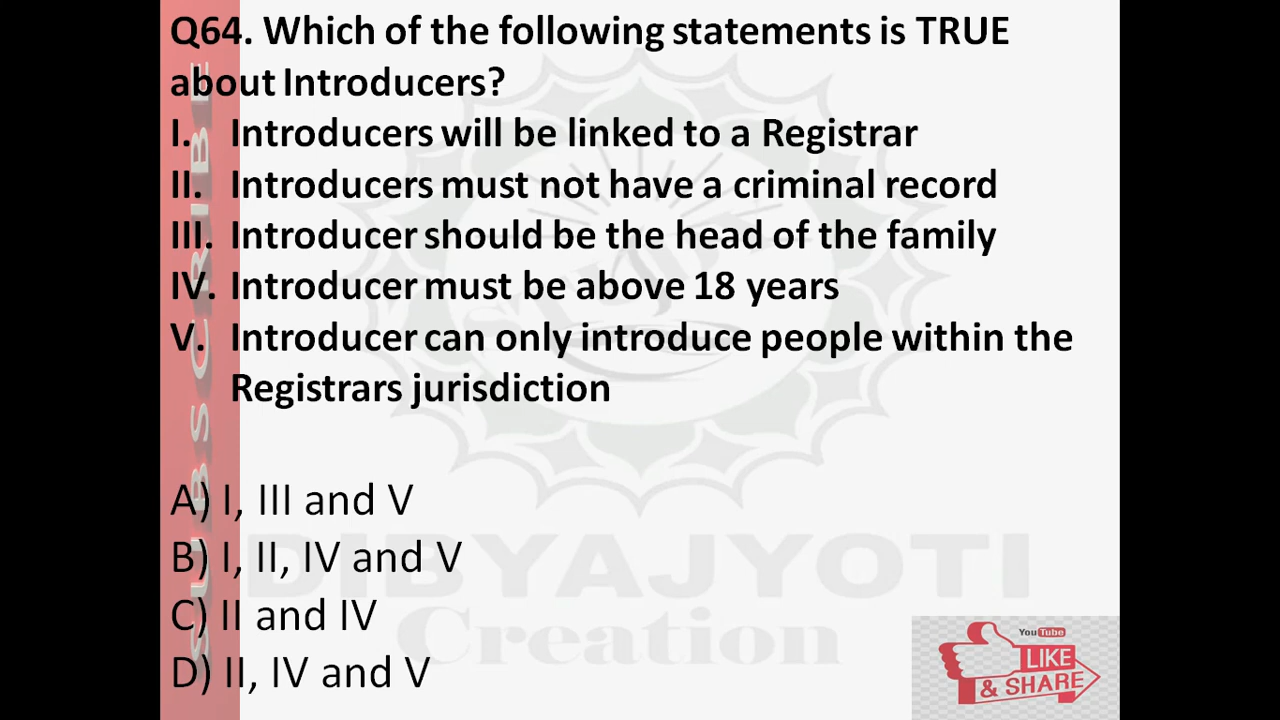 Q64. Which of the following statements is TRUE
about Introducers?
I. Introducers will be linked to a Registrar
II. Introducers must not have a criminal record
III. Introducer should be the head of the family
IV. Introducer must be above 18 years
V. Introducer can only introduce people within the
Registrars jurisdiction
A) I, III and V
B) I, II, IV and V
C) II and IV
D) II, IV and V
SUBSCRIBE
DIBYAJYOTI
Creation
YouTube
LIKE
& SHARE